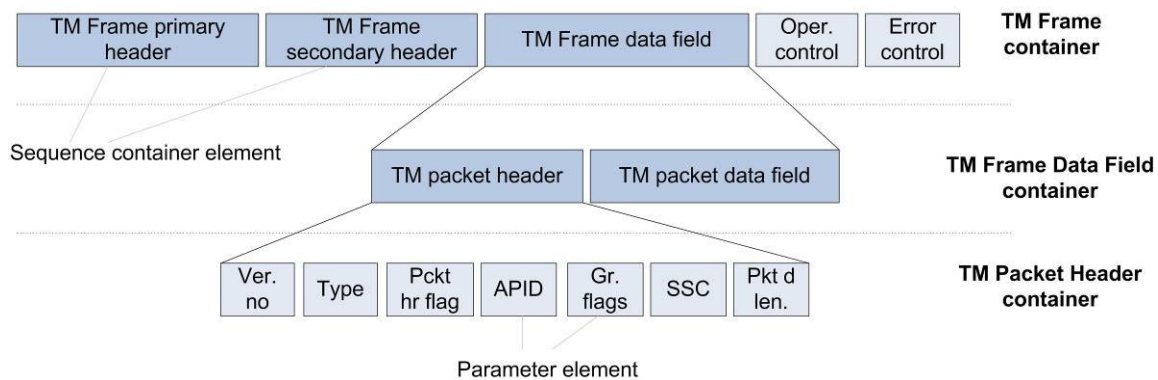 TM Frame primary
header
TM Frame
secondary header
TM Frame data field
Oper.
control
Error
control
TM Frame
container
Sequence container element
TM packet header
TM packet data field
TM Frame Data Field
container
Ver.
no
Type
Pckt
hr flag
APID
Gr.
flags
SSC
Pkt d
len.
TM Packet Header
container
Parameter element